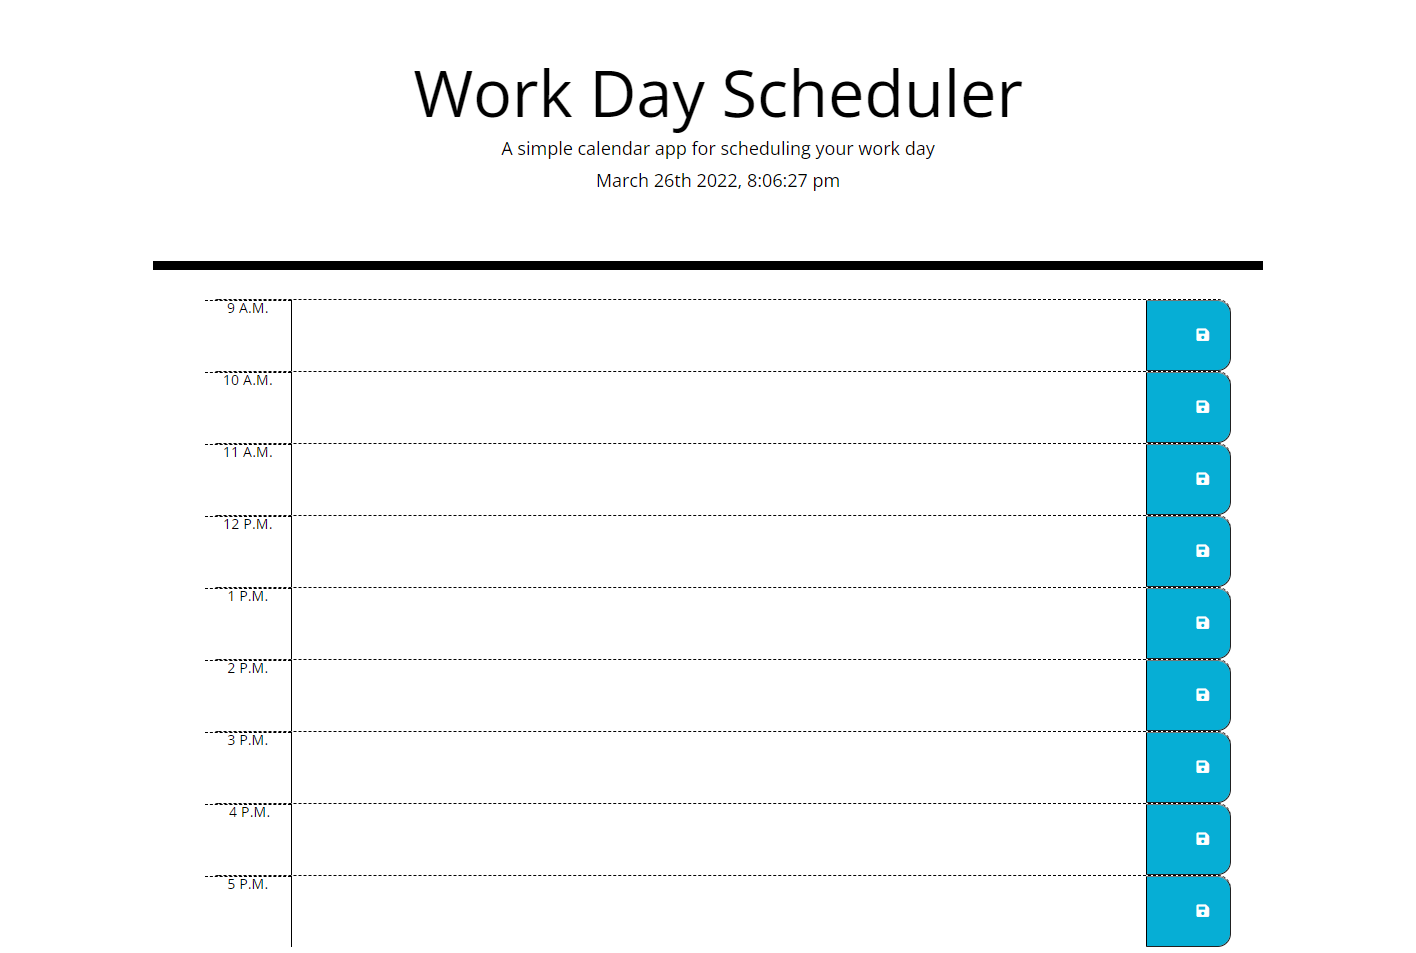 Work Day Scheduler
A simple calendar app for scheduling your work day
March 26th 2022, 8:06:27 pm
9 A.M.
10 A.M.
11 A.M.
12 P.M.
1 P.M.
2 P.M.
3 P.M.
4 P.M.
5 P.M.